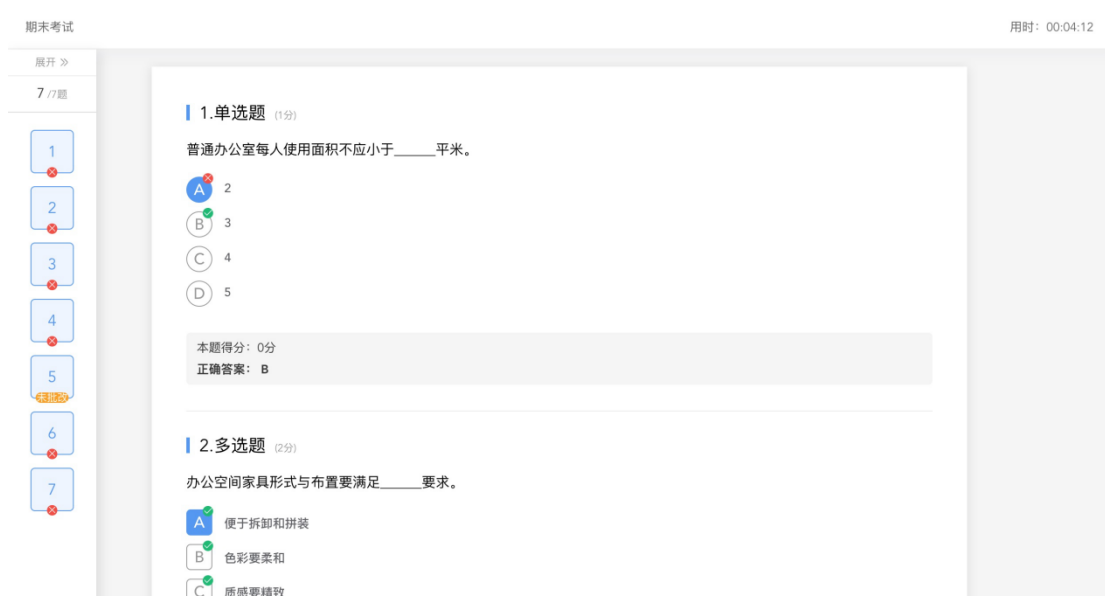 期末考试
用时：00:04:12
展开 »
7 /7题
1
2
3
4
5
未批改
6
7
1.单选题 (1分)
普通办公室每人使用面积不应小于______平米。
A 2
B 3
C 4
D 5
本题得分：0分
正确答案： B
2.多选题 (2分)
办公空间家具形式与布置要满足______要求。
A 便于拆卸和拼装
B 色彩要柔和
C 质感要精致